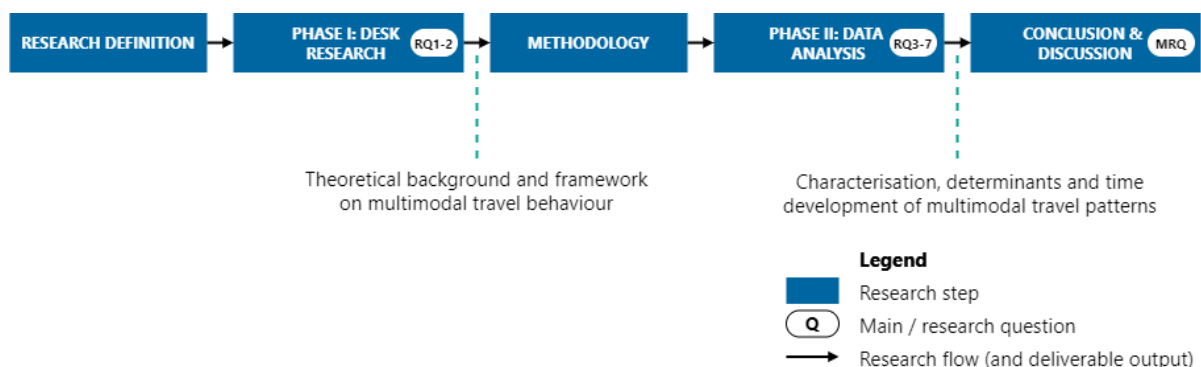 RESEARCH DEFINITION
PHASE I: DESK
RESEARCH
RQ1-2
METHODOLOGY
PHASE II: DATA
ANALYSIS
RQ3-7
CONCLUSION &
DISCUSSION
MRQ
Theoretical background and framework
on multimodal travel behaviour
Characterisation, determinants and time
development of multimodal travel patterns
Legend
Research step
Q
Main / research question
Research flow (and deliverable output)